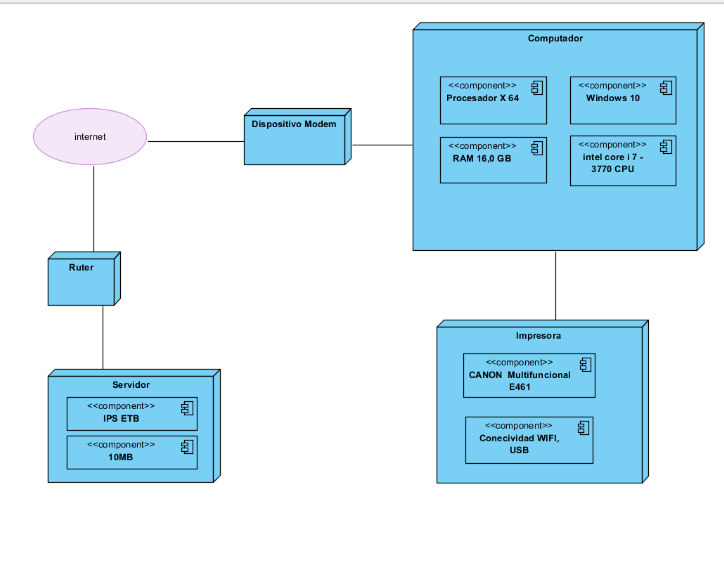 Computador
<<component>>
Procesador X 64
<<component>>
Windows 10
<<component>>
RAM 16,0 GB
<<component>>
intel core i 7 -
3770 CPU
Dispositivo Modem
internet
Ruter
Servidor
<<component>>
IPS ETB
<<component>>
10MB
Impresora
<<component>>
CANON Multifuncional
E461
<<component>>
Conecividad WIFI,
USB